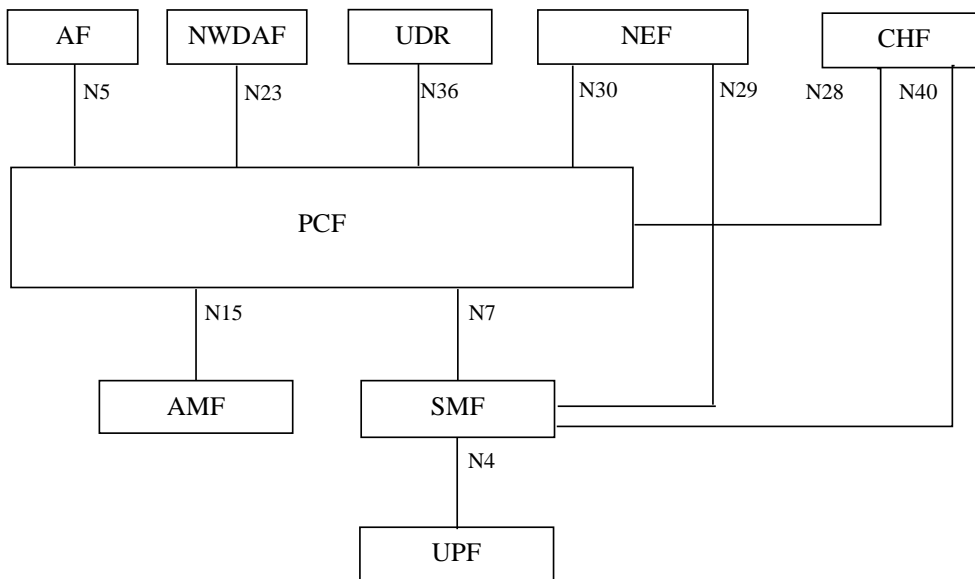 AF
NWDAF
UDR
NEF
CHF
N5
N23
N36
N30
N29
N28
N40
PCF
N15
N7
AMF
SMF
N4
UPF